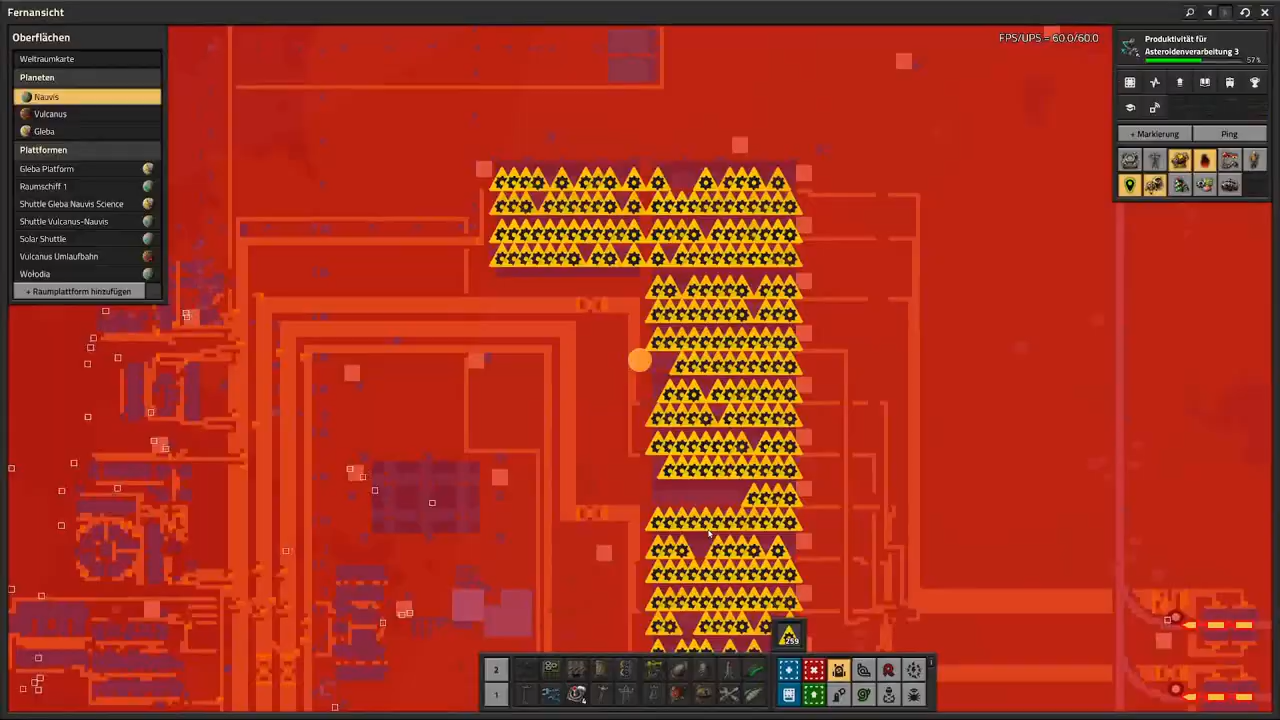 Fernansicht
Oberflächen
Weltraumkarte
Planeten
Nauvis
Vulcanus
Gleba
Plattformen
Gleba Platform
Raumschiff 1
Shuttle Gleba Nauvis Science
Shuttle Vulcanus-Nauvis
Solar Shuttle
Vulcanus Umlaufbahn
Wołodia
+ Raumplattform hinzufügen
FPS/UPS = 60.0/60.0
Produktivität für
Asteroidenverarbeitung 3
57%
+ Markierung
Ping
259
2
1
4